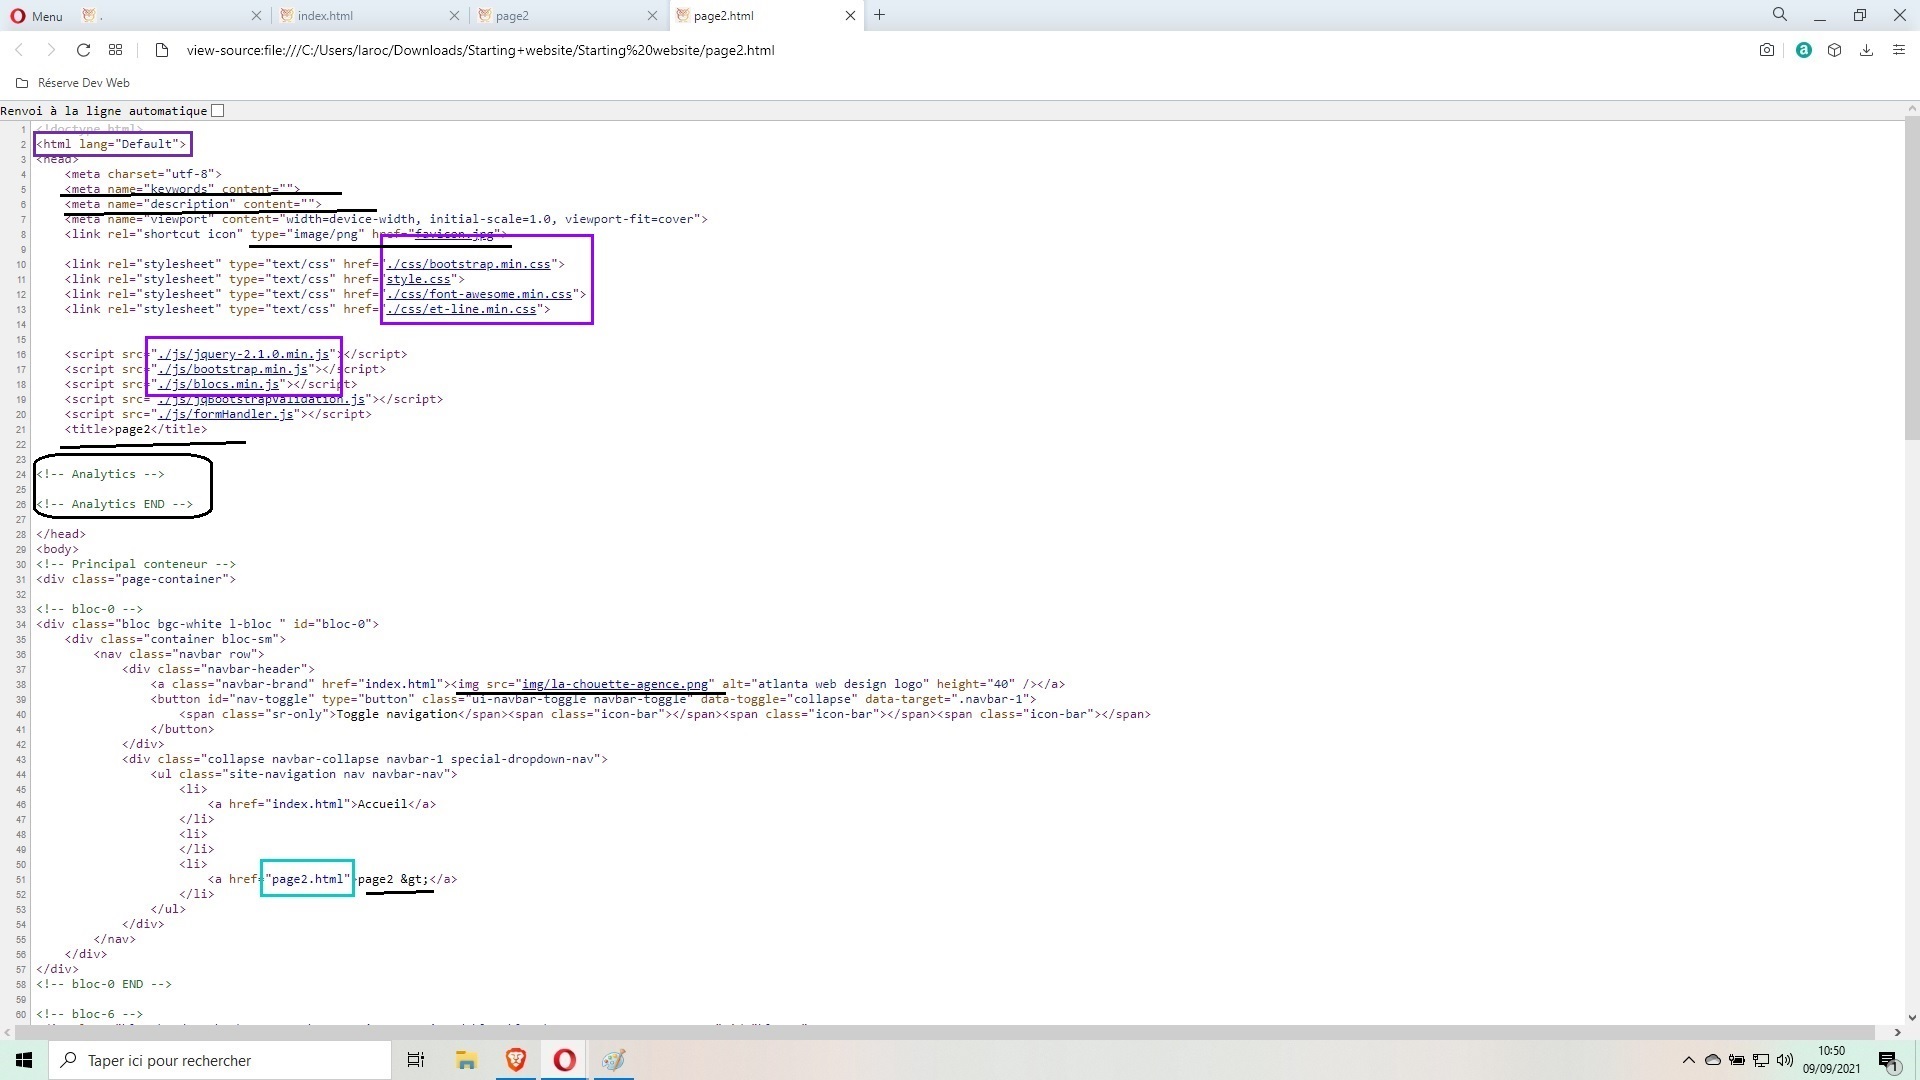 Menu
.
index.html
page2
page2.html
view-source:file:///C:/Users/laroc/Downloads/Starting+website/Starting%20website/page2.html
a
Réserve Dev Web
Renvoi à la ligne automatique
1 <!doctype html>
2 <html lang="Default">
3 <head>
4 <meta charset="utf-8">
5 <meta name="keywords" content="">
6 <meta name="description" content="">
7 <meta name="viewport" content="width=device-width, initial-scale=1.0, viewport-fit=cover">
8 <link rel="shortcut icon" type="image/png" href="favicon.jpg">
9
10 <link rel="stylesheet" type="text/css" href="./css/bootstrap.min.css">
11 <link rel="stylesheet" type="text/css" href="style.css">
12 <link rel="stylesheet" type="text/css" href="./css/font-awesome.min.css">
13 <link rel="stylesheet" type="text/css" href="./css/et-line.min.css">
14
15
16 <script src="./js/jquery-2.1.0.min.js"></script>
17 <script src="./js/bootstrap.min.js"></script>
18 <script src="./js/blocs.min.js"></script>
19 <script src="./js/jqBootstrapValidation.js"></script>
20 <script src="./js/formHandler.js"></script>
21 <title>page2</title>
22
23
24 <!-- Analytics -->
25
26 <!-- Analytics END -->
27
28 </head>
29 <body>
30 <!-- Principal conteneur -->
31 <div class="page-container">
32
33 <!-- bloc-0 -->
34 <div class="bloc bgc-white l-bloc " id="bloc-0">
35 <div class="container bloc-sm">
36 <nav class="navbar row">
37 <div class="navbar-header">
38 <a class="navbar-brand" href="index.html"><img src="img/la-chouette-agence.png" alt="atlanta web design logo" height="40" /></a>
39 <button id="nav-toggle" type="button" class="ui-navbar-toggle navbar-toggle" data-toggle="collapse" data-target=".navbar-1">
40 <span class="sr-only">Toggle navigation</span><span class="icon-bar"></span><span class="icon-bar"></span><span class="icon-bar"></span>
41 </button>
42 </div>
43 <div class="collapse navbar-collapse navbar-1 special-dropdown-nav">
44 <ul class="site-navigation nav navbar-nav">
45 <li>
46 <a href="index.html">Accueil</a>
47 </li>
48 <li>
49 </li>
50 <li>
51 <a href="page2.html">page2 &gt;</a>
52 </li>
53 </ul>
54 </div>
55 </nav>
56 </div>
57 </div>
58 <!-- bloc-0 END -->
59
60 <!-- bloc-6 -->
Taper ici pour rechercher
10:50
09/09/2021
1